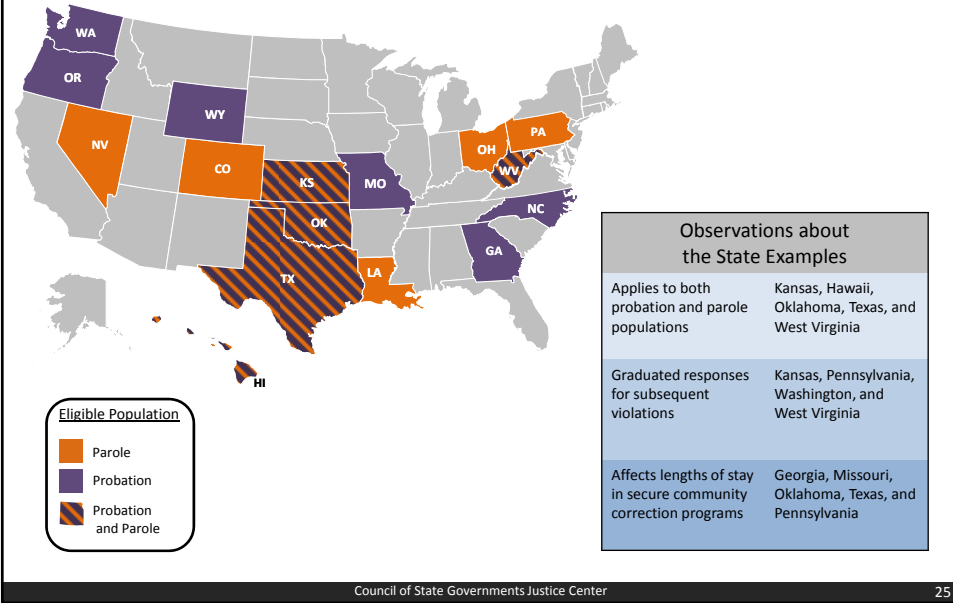 WA
OR
WY
NV
CO
KS
OK
TX
MO
LA
OH
PA
WV
NC
GA
HI
Eligible Population
Parole
Probation
Probation
and Parole
Observations about
the State Examples
Applies to both
probation and parole
populations
Kansas, Hawaii,
Oklahoma, Texas, and
West Virginia
Graduated responses
for subsequent
violations
Kansas, Pennsylvania,
Washington, and
West Virginia
Affects lengths of stay
in secure community
correction programs
Georgia, Missouri,
Oklahoma, Texas, and
Pennsylvania
Council of State Governments Justice Center
25